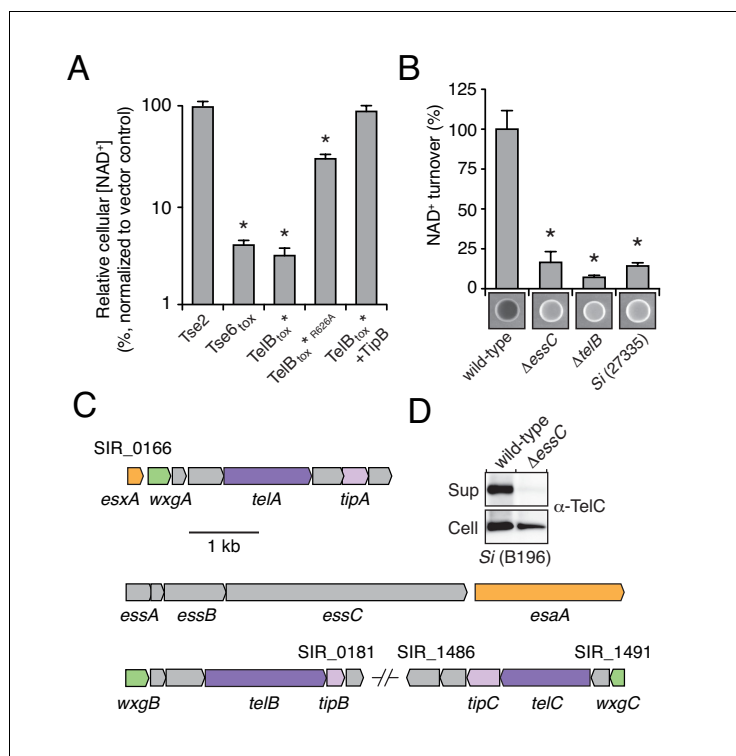 A
Relative cellular [NAD+]
(%, normalized to vector control)
100
10
1
*
*
*
Tse2
Tse6tox
TelBtox*
TelBtox* R626A
TelBtox*
+TipB
B
NAD+ turnover (%)
125
100
75
50
25
0
*
*
*
wild-type
ΔessC
ΔtelB
Si (27335)
C
SIR_0166
esxA
wxgA
telA
tipA
1 kb
D
wild-type
ΔessC
Sup
α-TelC
Cell
Si (B196)
essA
essB
essC
esaA
SIR_0181
SIR_1486
SIR_1491
wxgB
telB
tipB
tipC
telC
wxgC